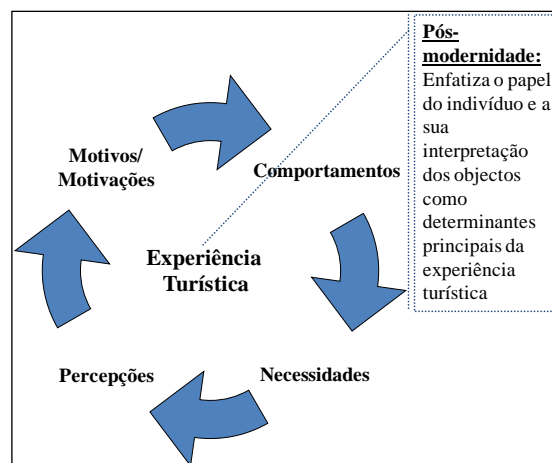 Motivos/
Motivações
Comportamentos
Experiência
Turística
Percepções
Necessidades
Pós-
modernidade:
Enfatiza o papel
do indivíduo e a
sua
interpretação
dos objectos
como
determinantes
principais da
experiência
turística